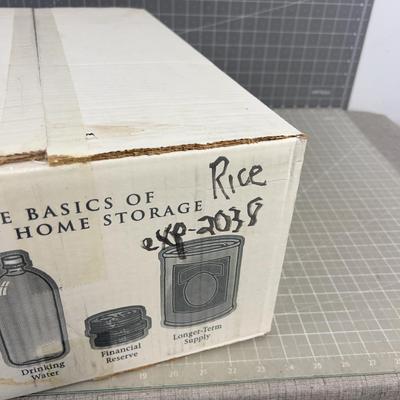 E BASICS OF
HOME STORAGE
Rice
exp-2038
Drinking
Water
Financial
Reserve
Longer-Term
Supply